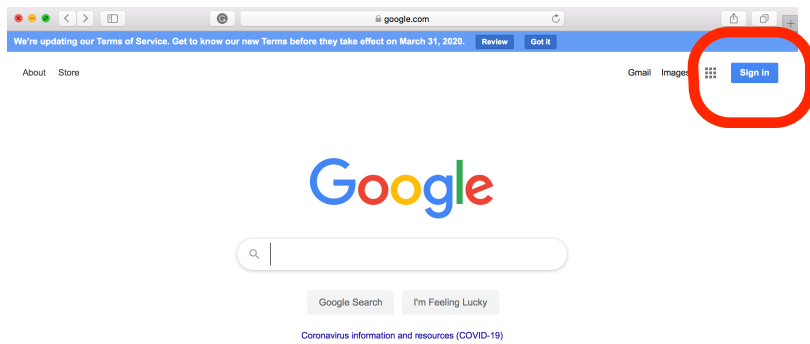 google.com
We're updating our Terms of Service. Get to know our new Terms before they take effect on March 31, 2020. Review Got it
About Store Gmail Images Sign in
Google
Google Search I'm Feeling Lucky
Coronavirus information and resources (COVID-19)